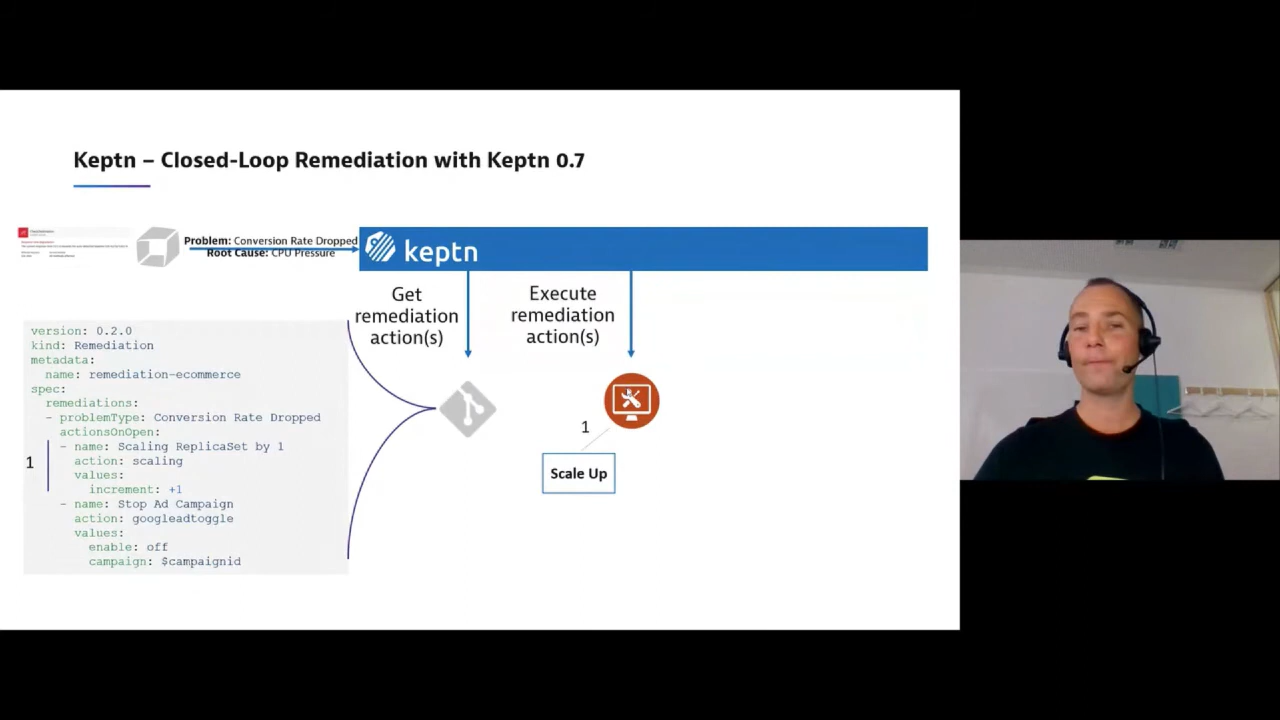 Keptn – Closed-Loop Remediation with Keptn 0.7
Problem: Conversion Rate Dropped
Root Cause: CPU Pressure
keptn
Get
remediation
action(s)
Execute
remediation
action(s)
version: 0.2.0
kind: Remediation
metadata:
name: remediation-ecommerce
spec:
remediations:
- problemType: Conversion Rate Dropped
actionsOnOpen:
- name: Scaling ReplicaSet by 1
action: scaling
values:
increment: +1
- name: Stop Ad Campaign
action: googleadtoggle
values:
enable: off
campaign: $campaignid
1
1
Scale Up